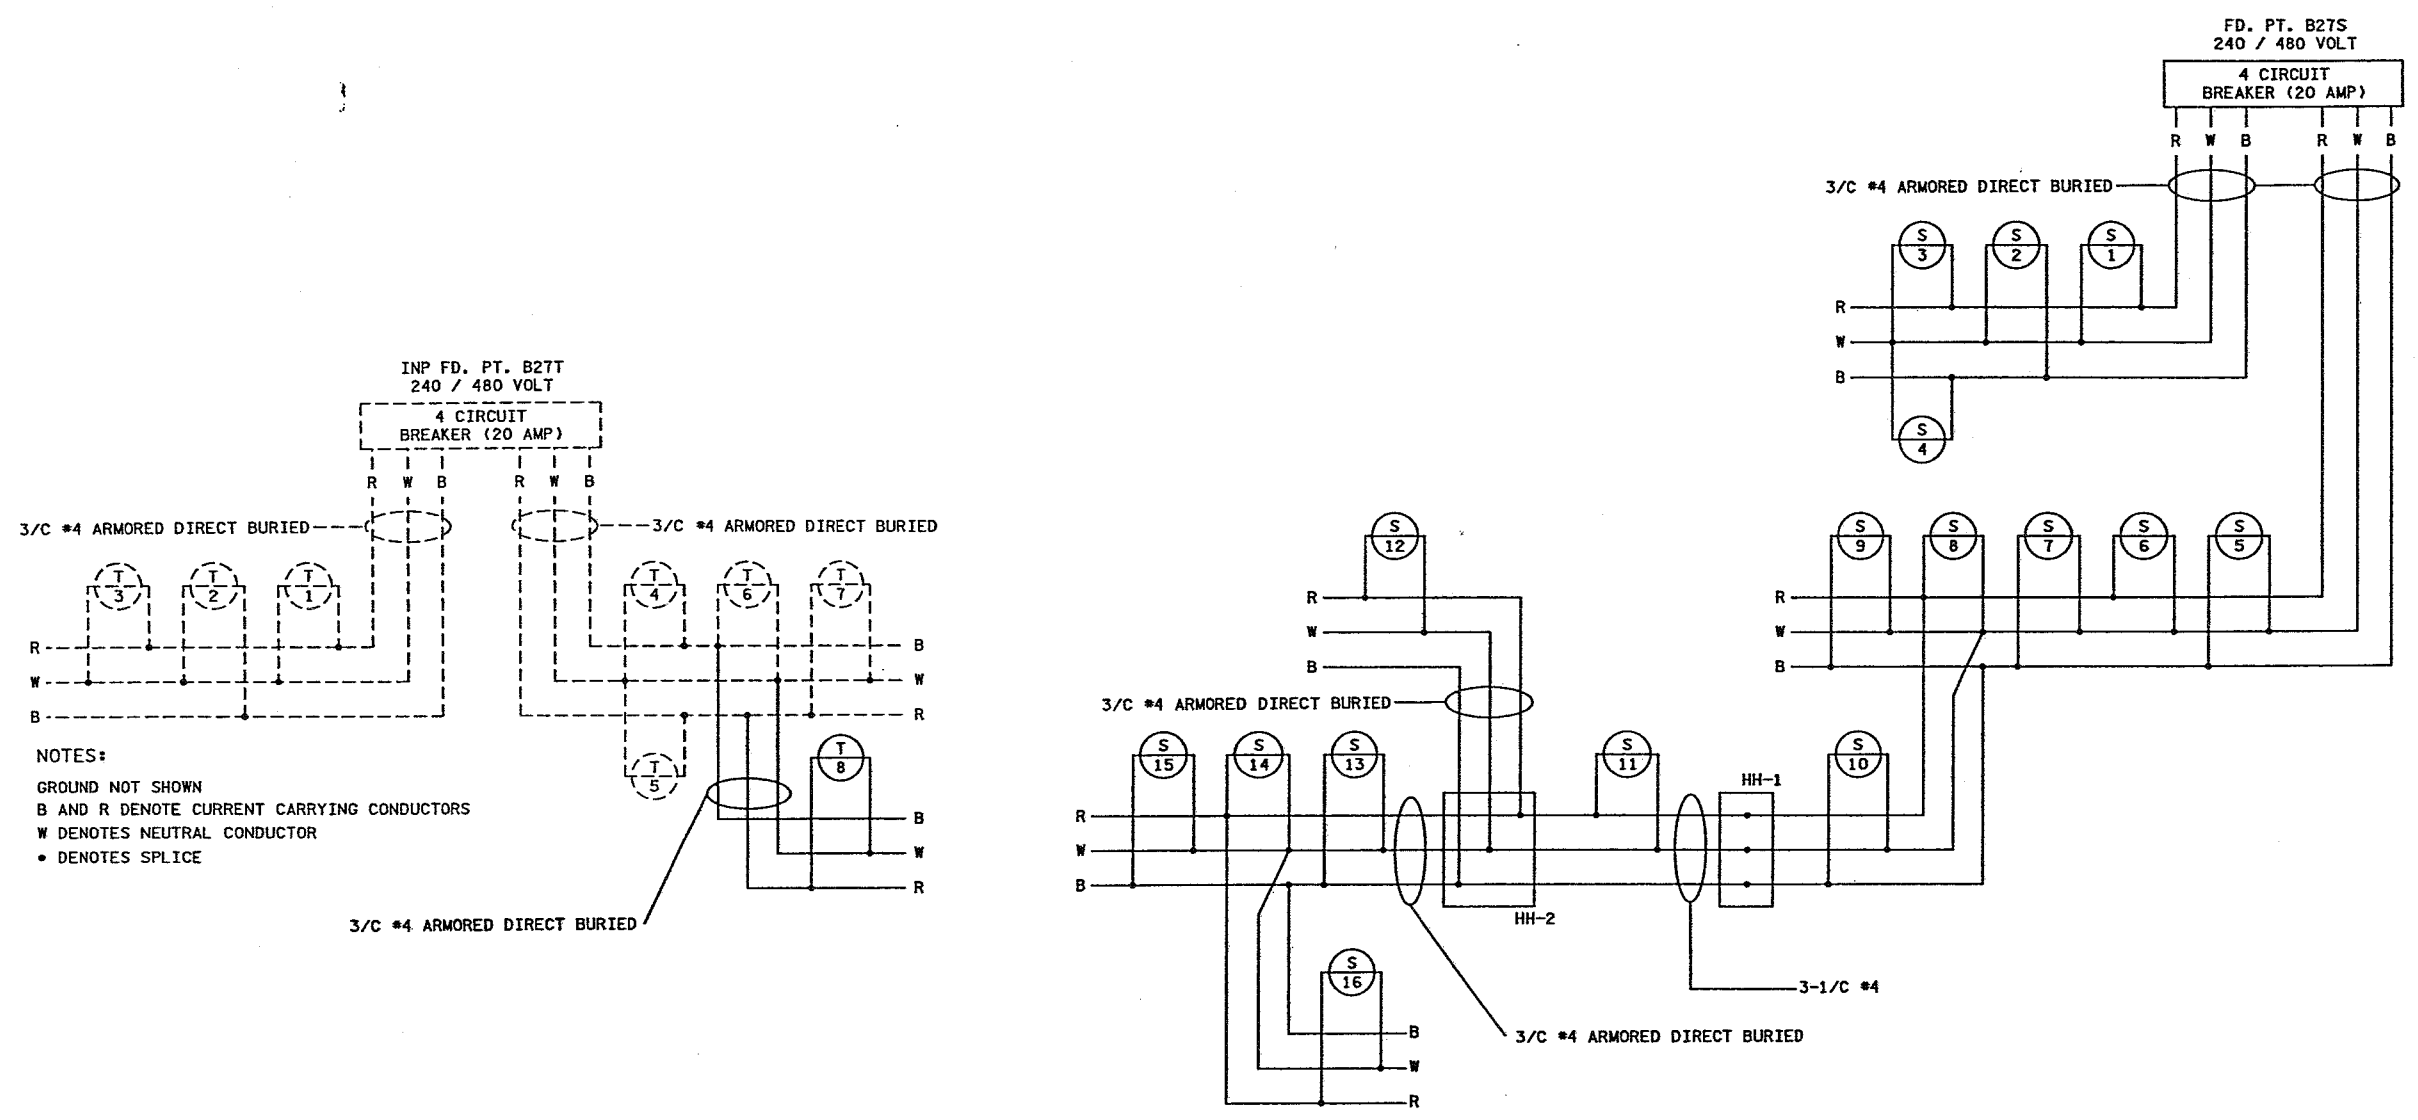 FD. PT. B27S
240 / 480 VOLT
4 CIRCUIT
BREAKER (20 AMP)
R W B R W B
3/C #4 ARMORED DIRECT BURIED
S 3
S 2
S 1
R
W
B
S 4
INP FD. PT. B27T
240 / 480 VOLT
4 CIRCUIT
BREAKER (20 AMP)
R W B R W B
3/C #4 ARMORED DIRECT BURIED
3/C #4 ARMORED DIRECT BURIED
T 3
T 2
T 1
T 4
T 6
T 7
R
W
B
B
W
R
T 5
T 8
B
W
R
NOTES:
GROUND NOT SHOWN
B AND R DENOTE CURRENT CARRYING CONDUCTORS
W DENOTES NEUTRAL CONDUCTOR
• DENOTES SPLICE
3/C #4 ARMORED DIRECT BURIED
S 12
R
W
B
3/C #4 ARMORED DIRECT BURIED
S 9
S 8
S 7
S 6
S 5
R
W
B
S 15
S 14
S 13
S 11
HH-1
S 10
R
W
B
HH-2
S 16
3-1/C #4
B
W
R
3/C #4 ARMORED DIRECT BURIED